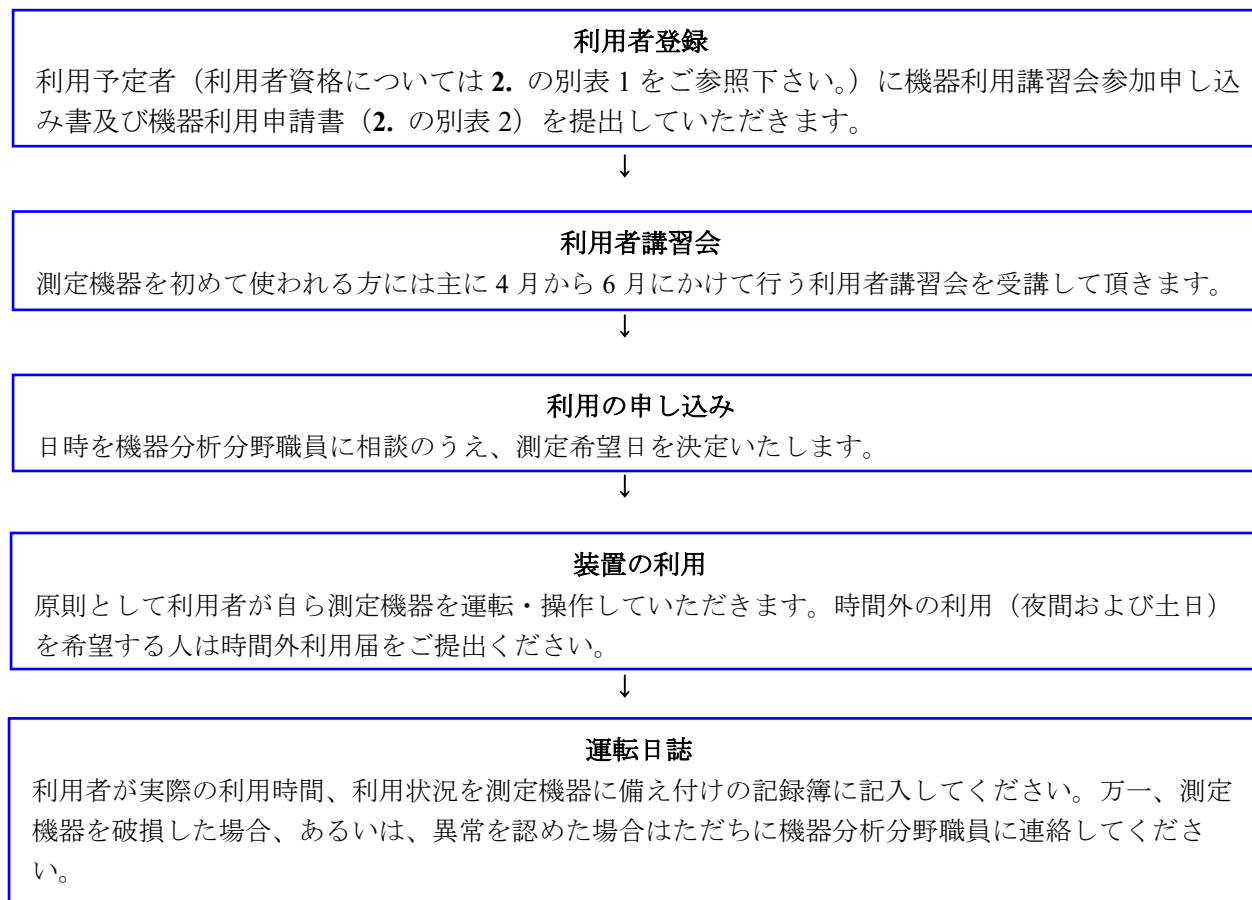 利用者登録
利用予定者（利用者資格については 2. の別表 1 をご参照下さい。）に機器利用講習会参加申し込
み書及び機器利用申請書（2. の別表 2）を提出していただきます。
↓
利用者講習会
測定機器を初めて使われる方には主に 4 月から 6 月にかけて行う利用者講習会を受講して頂きます。
↓
利用の申し込み
日時を機器分析分野職員に相談のうえ、測定希望日を決定いたします。
↓
装置の利用
原則として利用者が自ら測定機器を運転・操作していただきます。時間外の利用（夜間および土日）
を希望する人は時間外利用届をご提出ください。
↓
運転日誌
利用者が実際の利用時間、利用状況を測定機器に備え付けの記録簿に記入してください。万一、測定
機器を破損した場合、あるいは、異常を認めた場合はただちに機器分析分野職員に連絡してくださ
い。